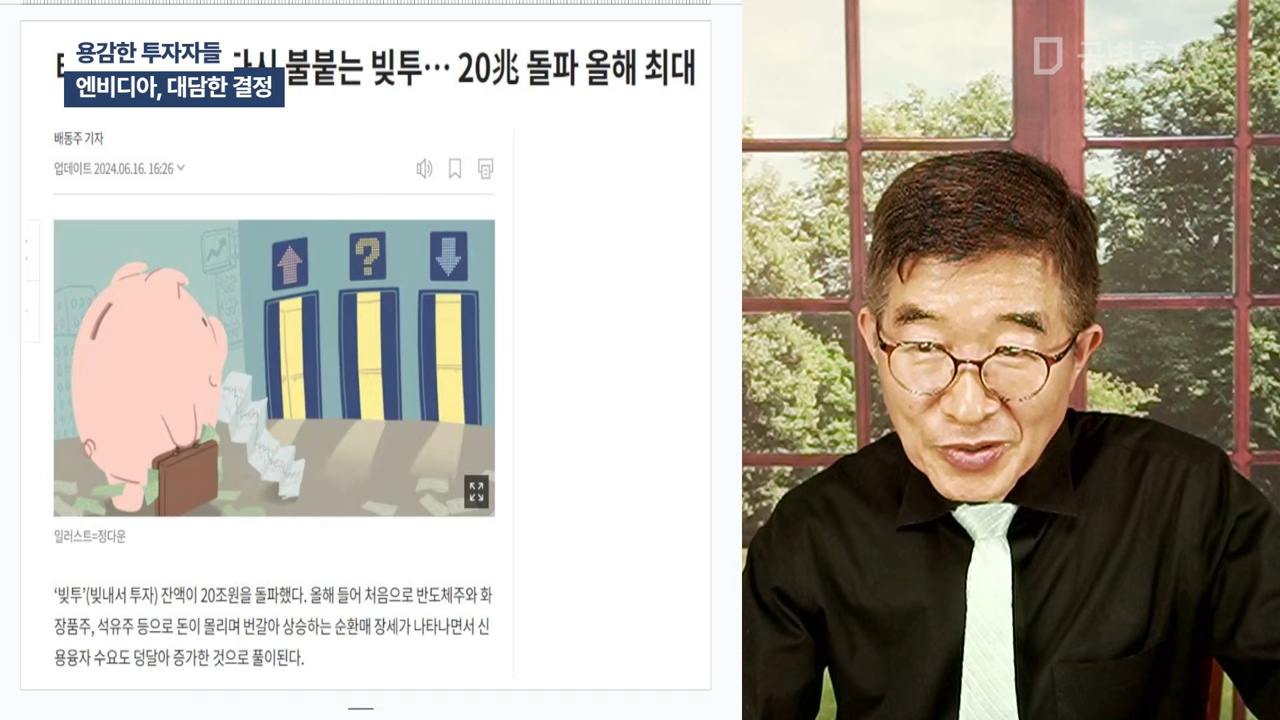 용감한 투자자들
엔비디아, 대담한 결정
다시 불붙는 빚투… 20兆 돌파 올해 최대
배동주 기자
업데이트 2024.06.16. 16:26
?
일러스트=정다운
‘빚투’(빚내서 투자) 잔액이 20조원을 돌파했다. 올해 들어 처음으로 반도체주와 화
장품주, 석유주 등으로 돈이 몰리며 번갈아 상승하는 순환매 장세가 나타나면서 신
용융자 수요도 덩달아 증가한 것으로 풀이된다.